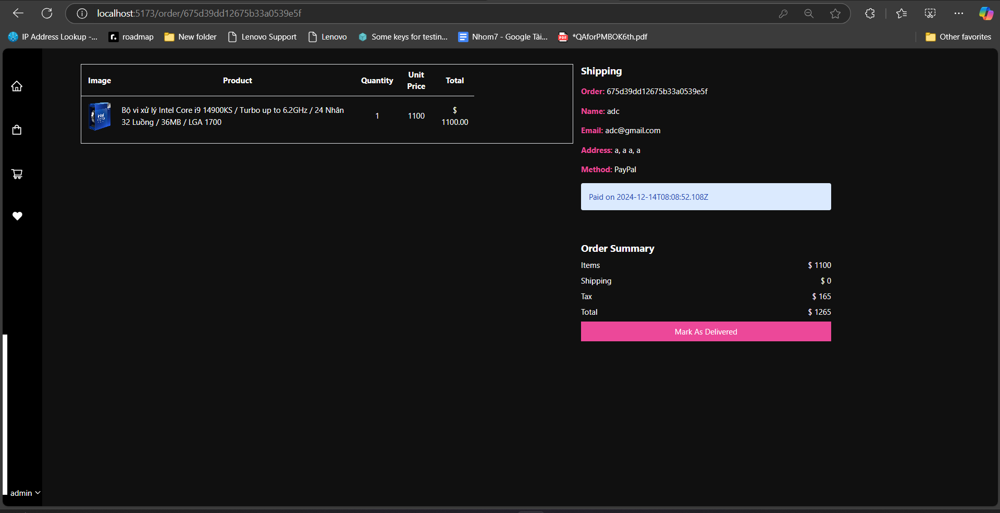 localhost:5173/order/675d39dd12675b33a0539e5f
IP Address Lookup -...
roadmap
New folder
Lenovo Support
Lenovo
Some keys for testin...
Nhom7 - Google Tài...
*QAforPMBOK6th.pdf
Other favorites
Image Product Quantity Unit Price Total
Bộ vi xử lý Intel Core i9 14900KS / Turbo up to 6.2GHz / 24 Nhân
32 Luồng / 36MB / LGA 1700
1
1100
$
1100.00
Shipping
Order: 675d39dd12675b33a0539e5f
Name: adc
Email: adc@gmail.com
Address: a, a a, a
Method: PayPal
Paid on 2024-12-14T08:08:52.108Z
Order Summary
Items $ 1100
Shipping $ 0
Tax $ 165
Total $ 1265
Mark As Delivered
admin